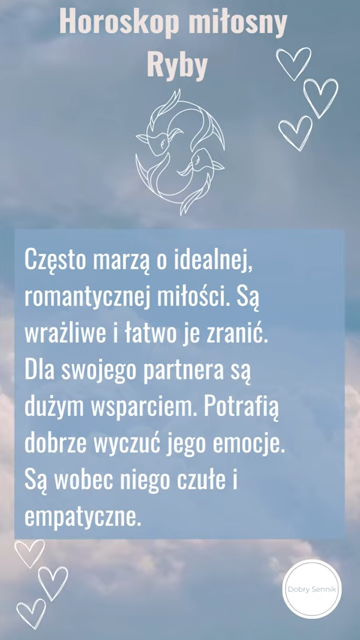 Horoskop miłosny
Ryby
Często marzą o idealnej,
romantycznej miłości. Są
wrażliwe i łatwo je zranić.
Dla swojego partnera są
dużym wsparciem. Potrafią
dobrze wyczuć jego emocje.
Są wobec niego czułe i
empatyczne.
Dobry Sennik